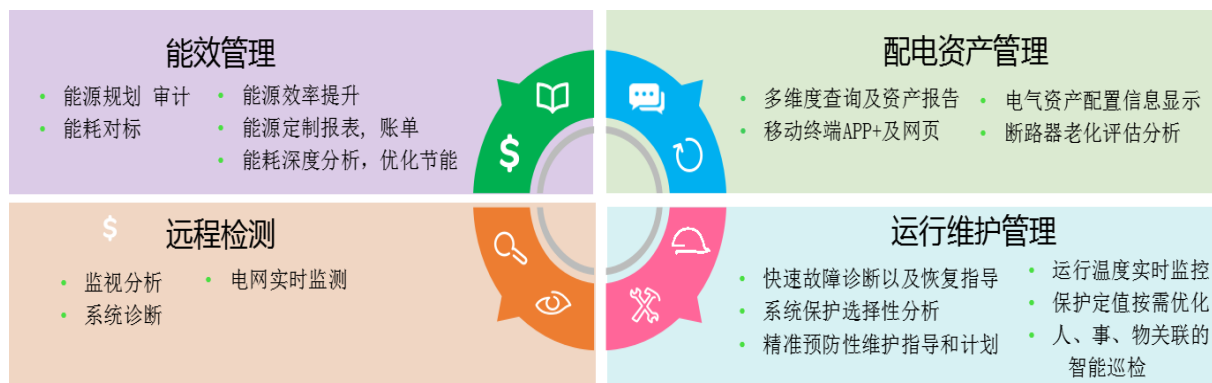 能效管理
能源规划 审计
能耗对标
能源效率提升
能源定制报表，账单
能耗深度分析，优化节能
配电资产管理
多维度查询及资产报告
移动终端APP+及网页
电气资产配置信息显示
断路器老化评估分析
$
$
远程检测
监视分析
系统诊断
电网实时监测
运行维护管理
快速故障诊断以及恢复指导
系统保护选择性分析
精准预防性维护指导和计划
运行温度实时监控
保护定值按需优化
人、事、物关联的
智能巡检